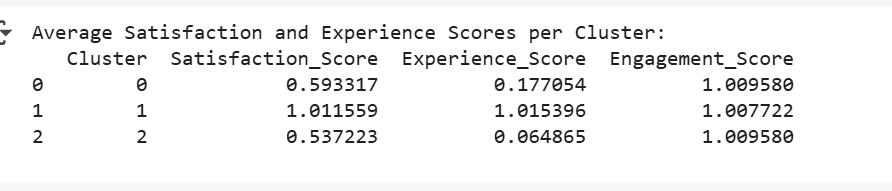 Average Satisfaction and Experience Scores per Cluster:
Cluster Satisfaction_Score Experience_Score Engagement_Score
0 0 0.593317 0.177054 1.009580
1 1 1.011559 1.015396 1.007722
2 2 0.537223 0.064865 1.009580